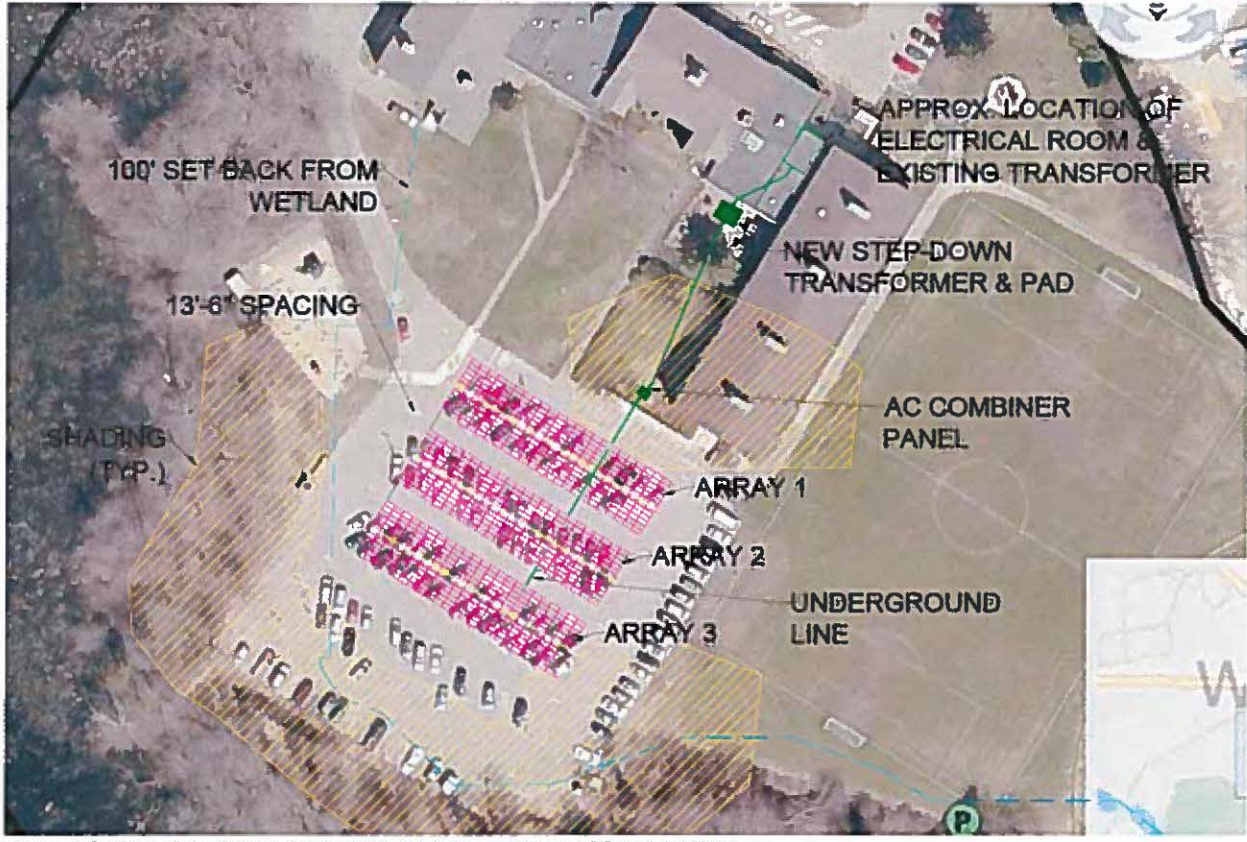 APPROX. LOCATION OF
ELECTRICAL ROOM &
EXISTING TRANSFORMER
100' SET BACK FROM
WETLAND
NEW STEP-DOWN
TRANSFORMER & PAD
13'-6" SPACING
AC COMBINER
PANEL
SHADING
(TYP.)
ARRAY 1
ARRAY 2
UNDERGROUND
LINE
ARRAY 3
W
P